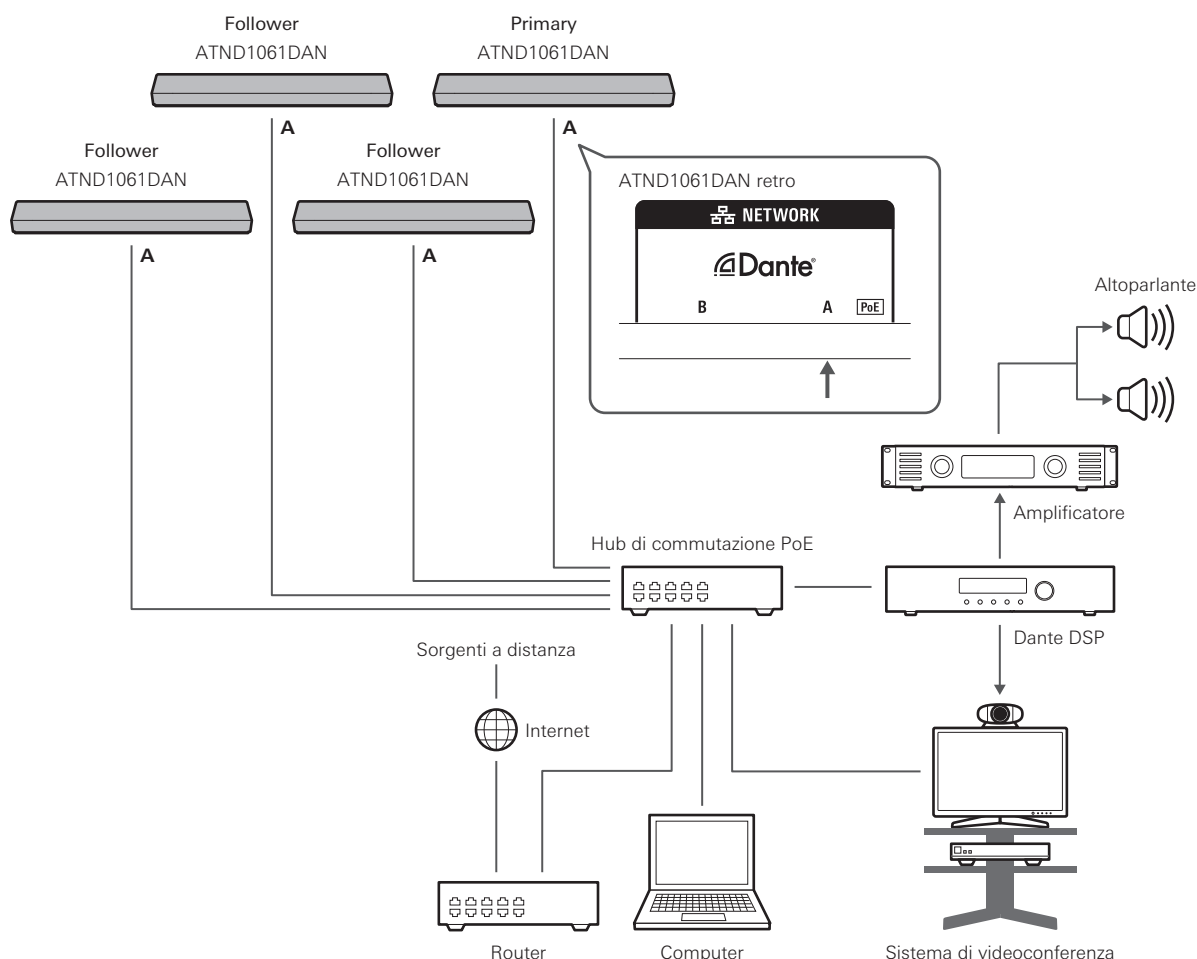 Follower
ATND1061DAN
Primary
ATND1061DAN
A
A
Follower
ATND1061DAN
Follower
ATND1061DAN
A
A
ATND1061DAN retro
NETWORK
Dante®
B
A
PoE
Altoparlante
Amplificatore
Hub di commutazione PoE
Dante DSP
Sorgenti a distanza
Internet
Router
Computer
Sistema di videoconferenza